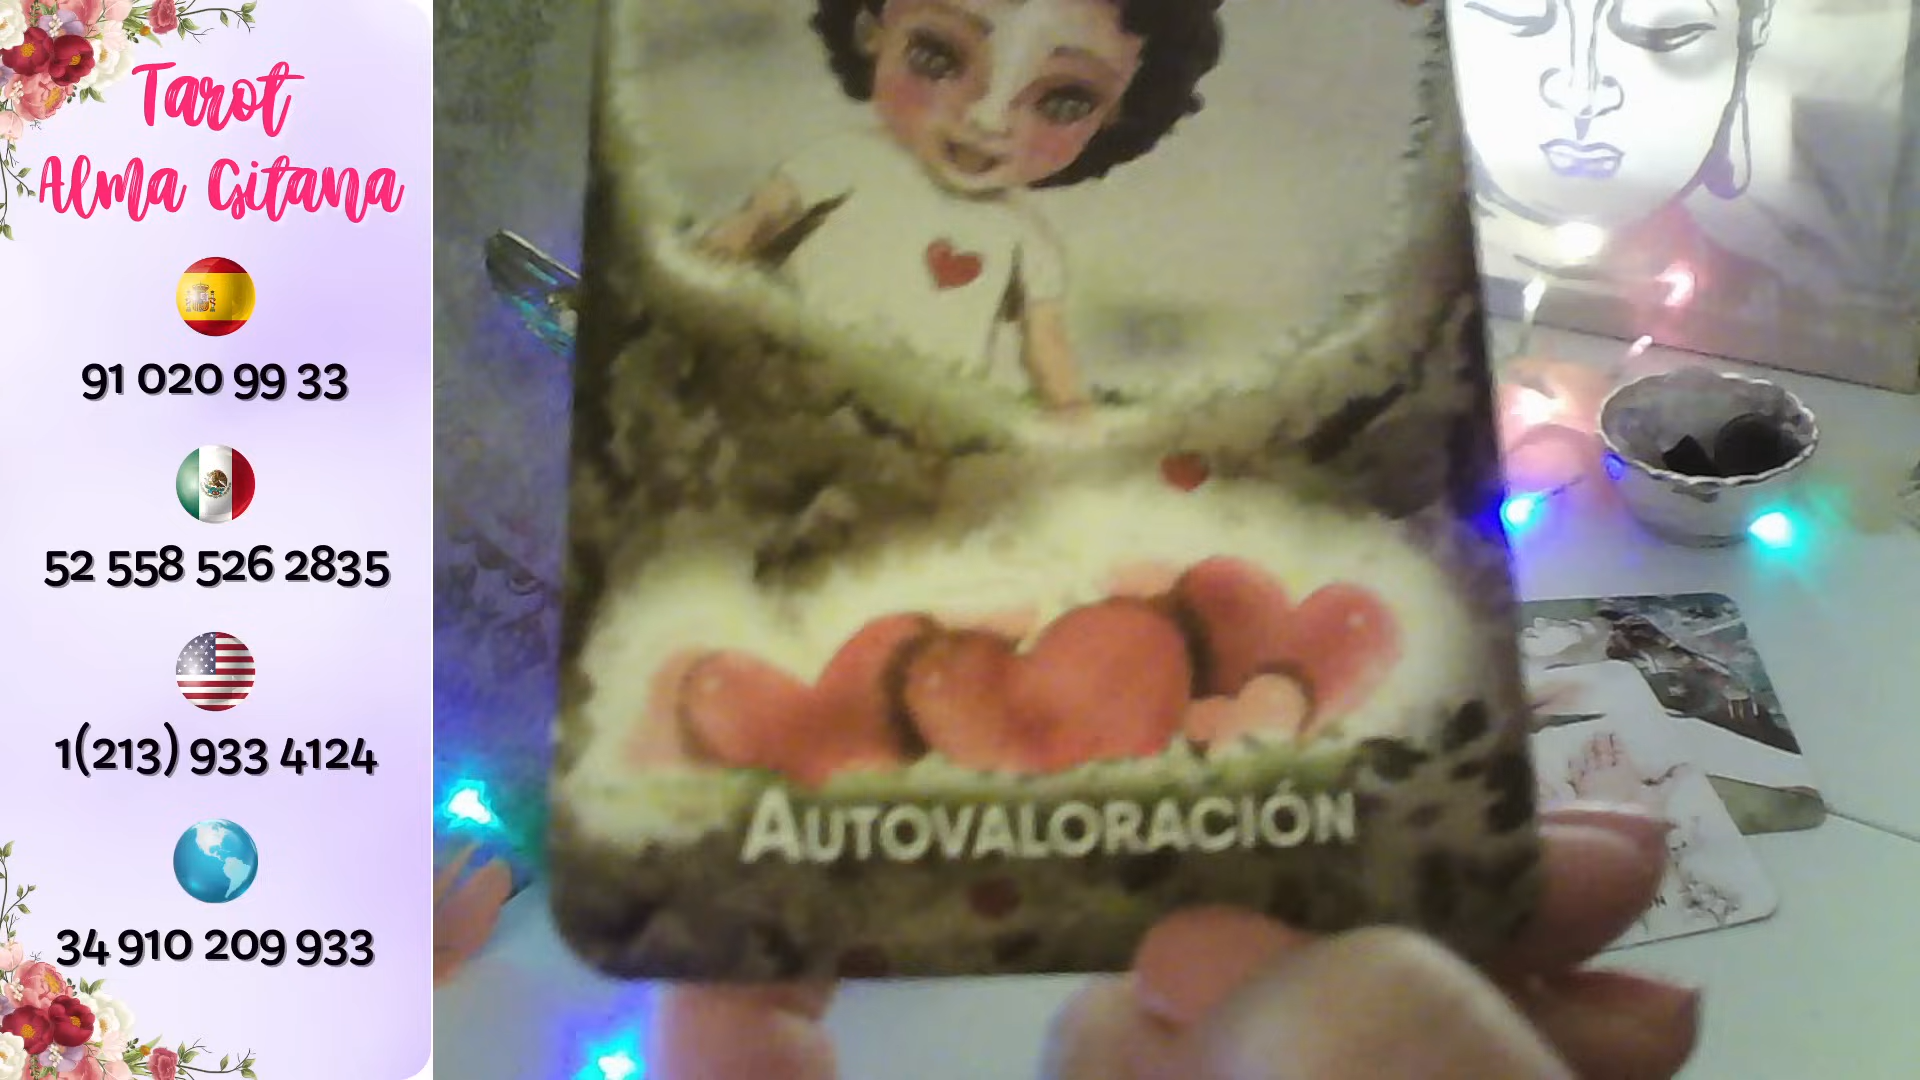 Tarot
Alma Gitana
91 020 99 33
52 558 526 2835
1(213) 933 4124
34 910 209 933
AUTOVALORACIÓN